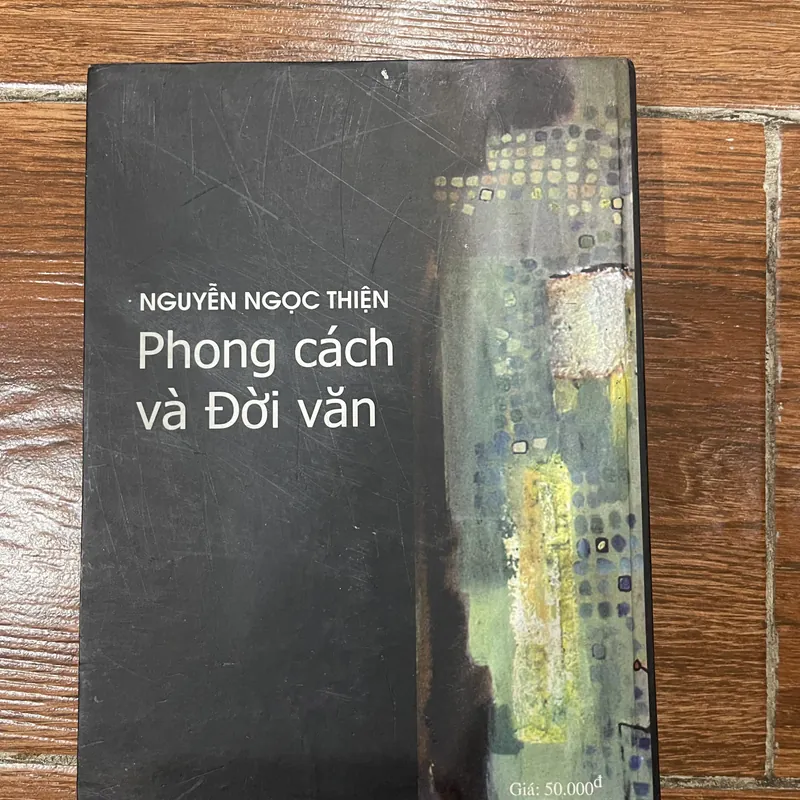 NGUYỄN NGỌC THIỆN
Phong cách
và Đời văn
Giá: 50.000đ